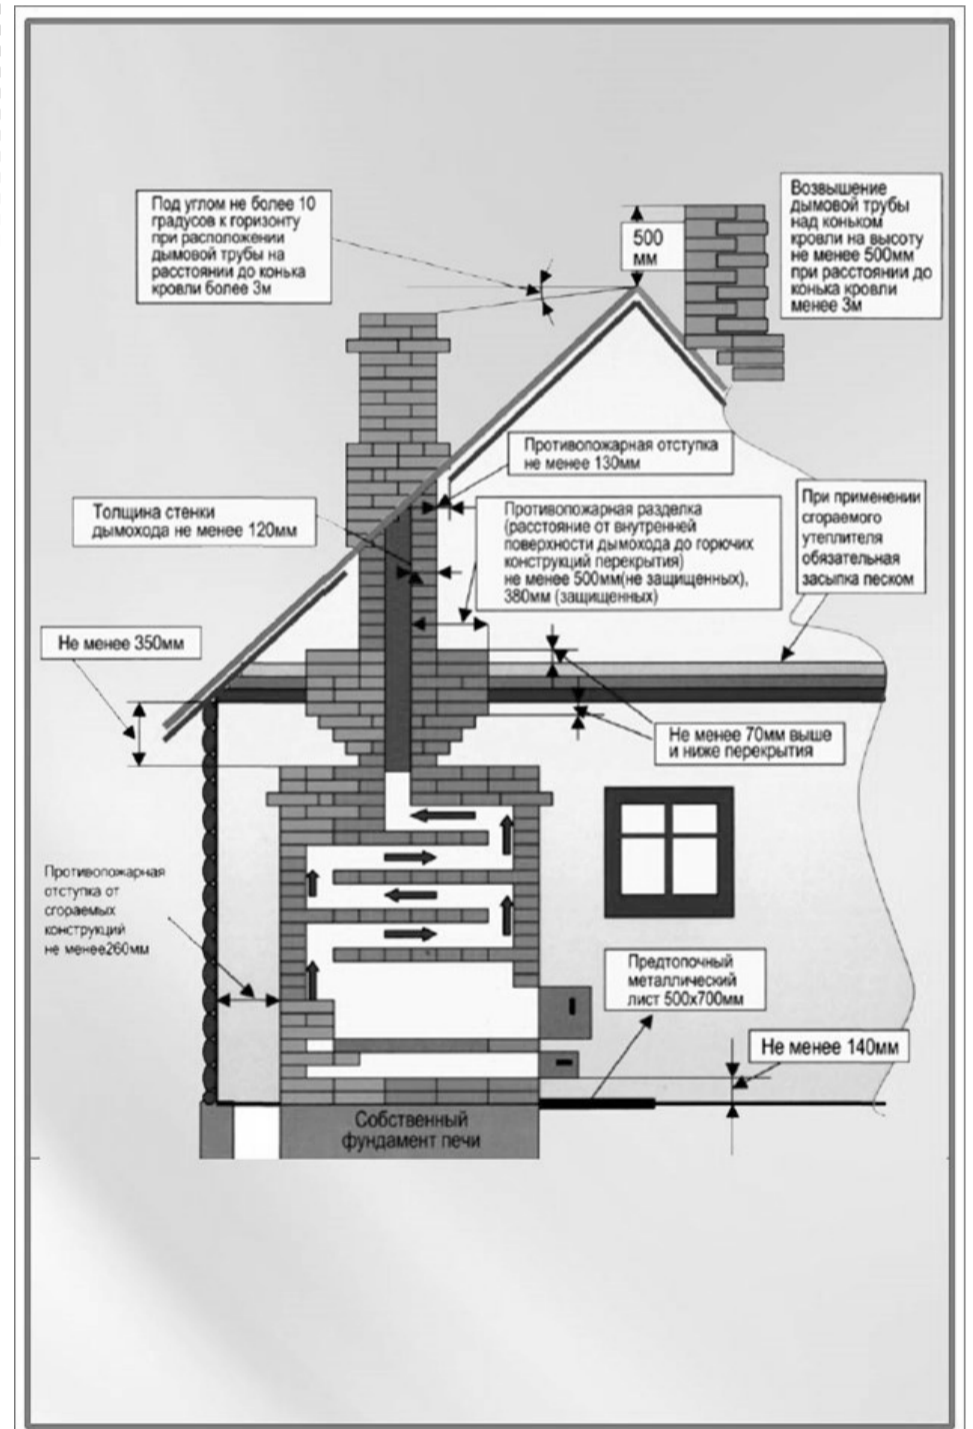 Под углом не более 10
градусов к горизонту
при расположении
дымовой трубы на
расстоянии до конька
кровли более 3м
500
мм
Возвышение
дымовой трубы
над коньком
кровли на высоту
не менее 500мм
при расстоянии до
конька кровли
менее 3м
Противопожарная отступка
не менее 130мм
Толщина стенки
дымохода не менее 120мм
Противопожарная разделка
(расстояние от внутренней
поверхности дымохода до горючих
конструкций перекрытия)
не менее 500мм(не защищенных),
380мм (защищенных)
При применении
сгораемого
утеплителя
обязательная
засыпка песком
Не менее 350мм
Не менее 70мм выше
и ниже перекрытия
Противопожарная
отступка от
сгораемых
конструкций
не менее260мм
Предтопочный
металлический
лист 500х700мм
Не менее 140мм
Собственный
фундамент печи